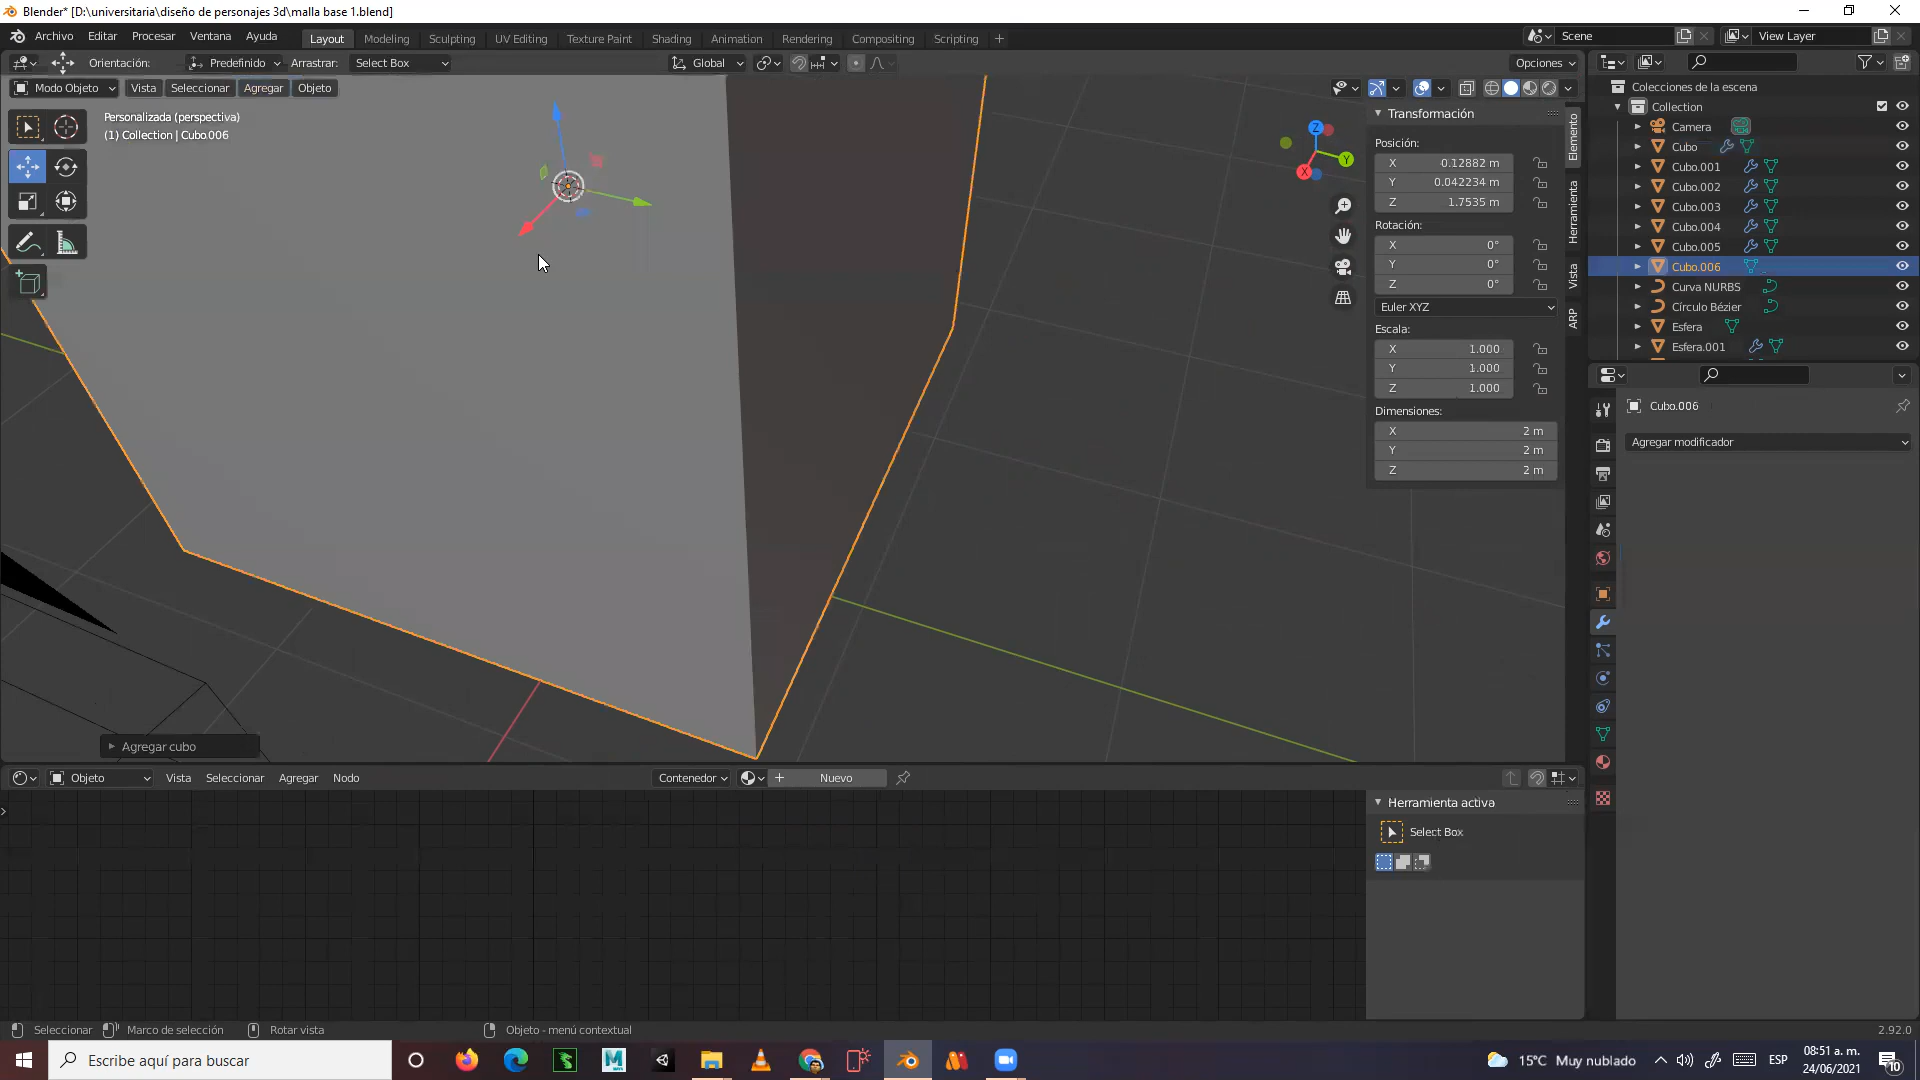 Blender* [D:\universitaria\diseño de personajes 3d\malla base 1.blend]
Archivo Editar Procesar Ventana Ayuda Layout Modeling Sculpting UV Editing Texture Paint Shading Animation Rendering Compositing Scripting + Scene View Layer
Orientación: Predefinido Arrastrar: Select Box Global Opciones
Modo Objeto Vista Seleccionar Agregar Objeto
Personalizada (perspectiva)
(1) Collection | Cubo.006
Transformación
Posición:
X -0.12882 m
Y 0.042234 m
Z 1.7535 m
Rotación:
X 0°
Y 0°
Z 0°
Euler XYZ
Escala:
X 1.000
Y 1.000
Z 1.000
Dimensiones:
X 2 m
Y 2 m
Z 2 m
Elemento
Herramienta
Vista
ARP
Z
Y
X
Colecciones de la escena
Collection
Camera
Cubo
Cubo.001
Cubo.002
Cubo.003
Cubo.004
Cubo.005
Cubo.006
Curva NURBS
Círculo Bézier
Esfera
Esfera.001
Cubo.006
Agregar modificador
Agregar cubo
Objeto Vista Seleccionar Agregar Nodo Contenedor + Nuevo
Herramienta activa
Select Box
Seleccionar Marco de selección Rotar vista Objeto - menú contextual 2.92.0
Escribe aquí para buscar
15°C Muy nublado ESP
08:51 a. m.
24/06/2021
10